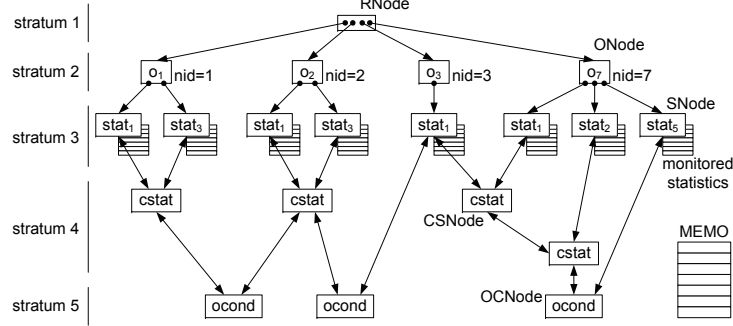 RNode
stratum 1
ONode
stratum 2
o1 nid=1
o2 nid=2
o3 nid=3
o7 nid=7
SNode
stratum 3
stat1
stat3
stat1
stat3
stat1
stat1
stat2
stat5
monitored
statistics
cstat
cstat
cstat
CSNode
stratum 4
MEMO
cstat
OCNode
stratum 5
ocond
ocond
ocond